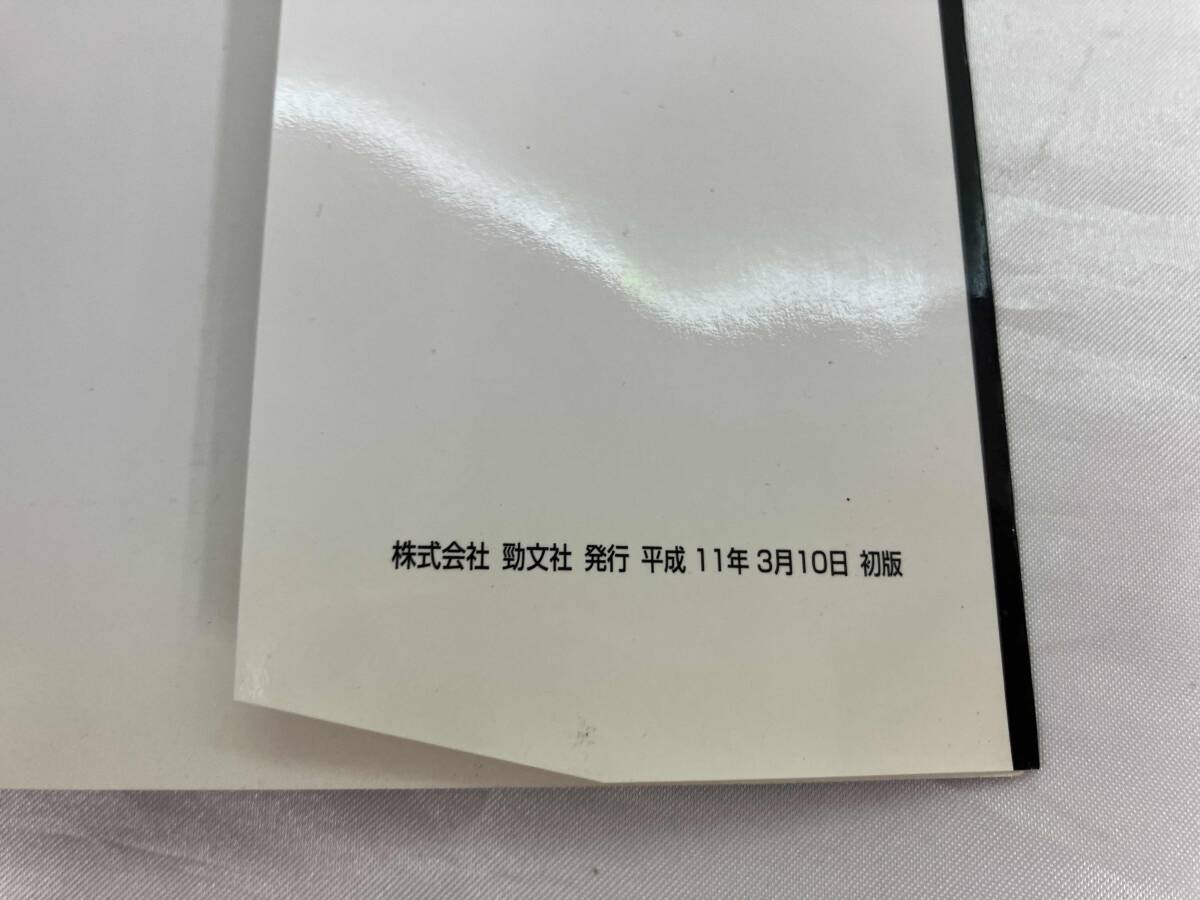 株式会社 勁文社 発行 平成 11年 3月10日 初版